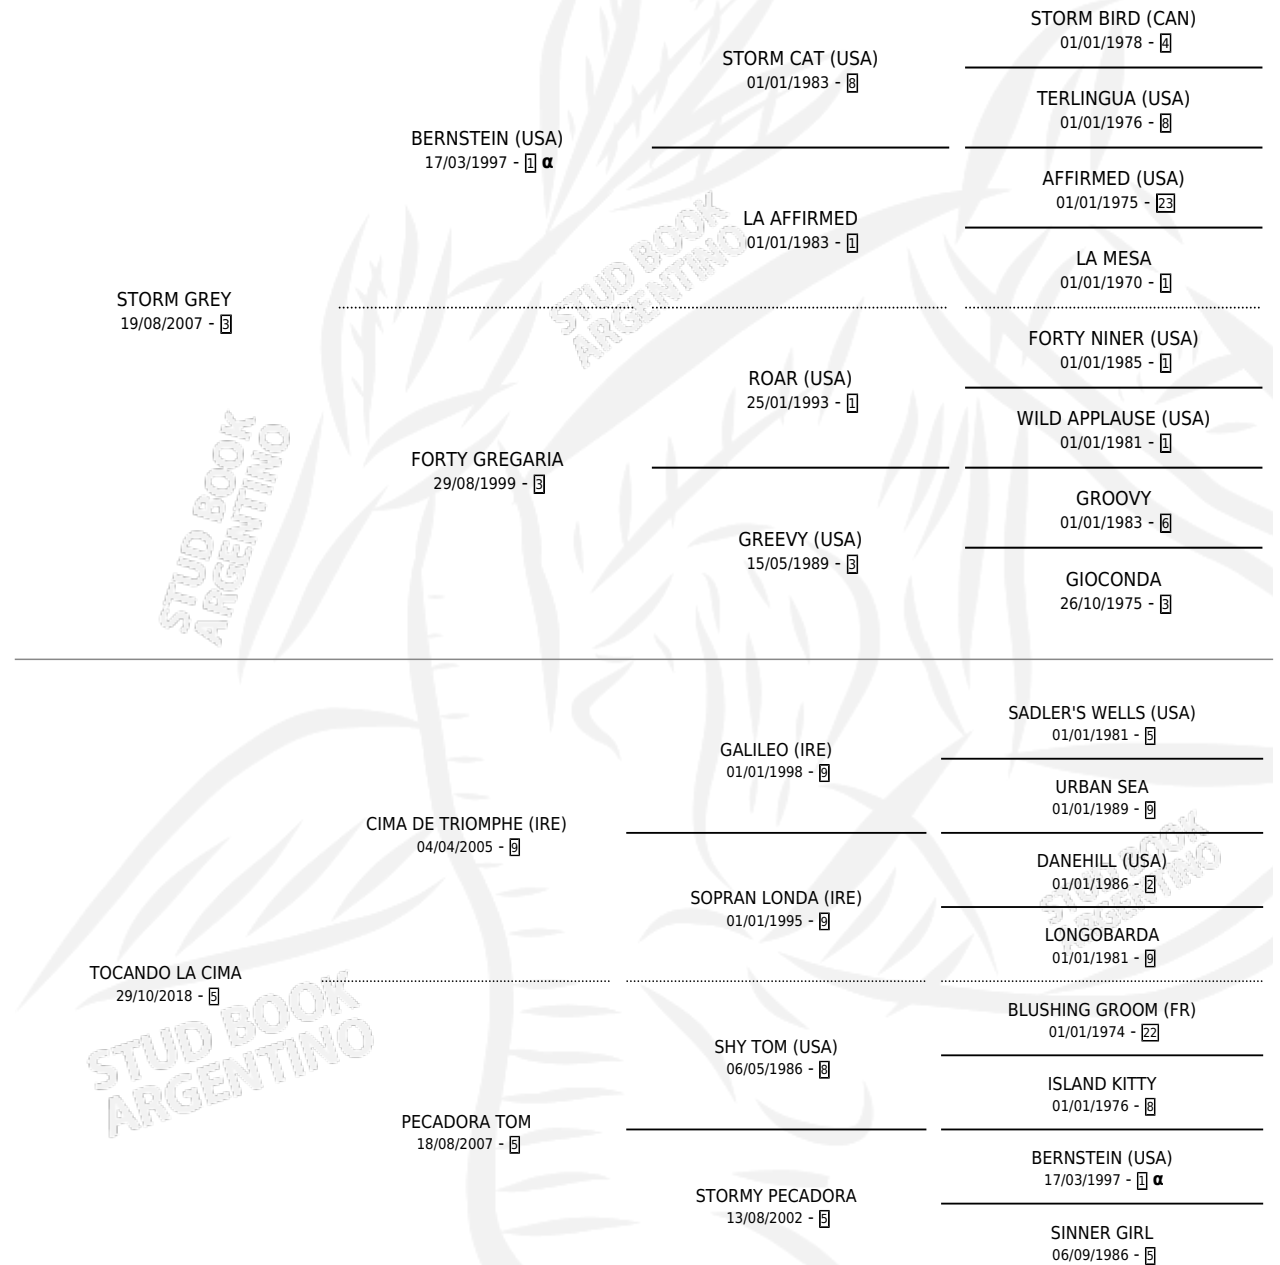 STORM GREY
19/08/2007 - 3
BERNSTEIN (USA)
17/03/1997 - 1 α
STORM CAT (USA)
01/01/1983 - 8
STORM BIRD (CAN)
01/01/1978 - 4
TERLINGUA (USA)
01/01/1976 - 8
LA AFFIRMED
01/01/1983 - 1
AFFIRMED (USA)
01/01/1975 - 23
LA MESA
01/01/1970 - 1
FORTY GREGARIA
29/08/1999 - 3
ROAR (USA)
25/01/1993 - 1
FORTY NINER (USA)
01/01/1985 - 1
WILD APPLAUSE (USA)
01/01/1981 - 1
GREEVY (USA)
15/05/1989 - 3
GROOVY
01/01/1983 - 6
GIOCONDA
26/10/1975 - 3
TOCANDO LA CIMA
29/10/2018 - 5
CIMA DE TRIOMPHE (IRE)
04/04/2005 - 9
GALILEO (IRE)
01/01/1998 - 9
SADLER'S WELLS (USA)
01/01/1981 - 5
URBAN SEA
01/01/1989 - 9
SOPRAN LONDA (IRE)
01/01/1995 - 9
DANEHILL (USA)
01/01/1986 - 2
LONGOBARDA
01/01/1981 - 9
PECADORA TOM
18/08/2007 - 5
SHY TOM (USA)
06/05/1986 - 8
BLUSHING GROOM (FR)
01/01/1974 - 22
ISLAND KITTY
01/01/1976 - 8
STORMY PECADORA
13/08/2002 - 5
BERNSTEIN (USA)
17/03/1997 - 1 α
SINNER GIRL
06/09/1986 - 5
STUD BOOK
ARGENTINO
STUD BOOK
ARGENTINO
STUD BOOK
ARGENTINO
STUD BOOK
ARGENTINO